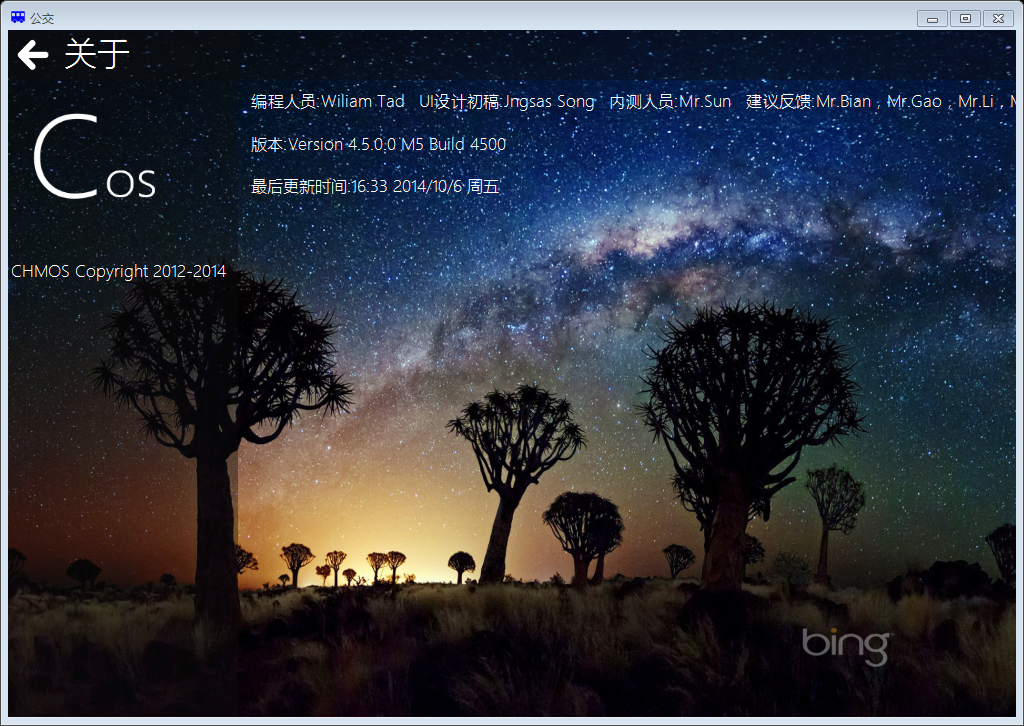 公交
关于
Cos
编程人员:Wiliam Tad UI设计初稿:Jngsas Song 内测人员:Mr.Sun 建议反馈:Mr.Bian , Mr.Gao , Mr.Li ,
版本:Version 4.5.0.0 M5 Build 4500
最后更新时间:16:33 2014/10/6 周五
CHMOS Copyright 2012-2014
bing